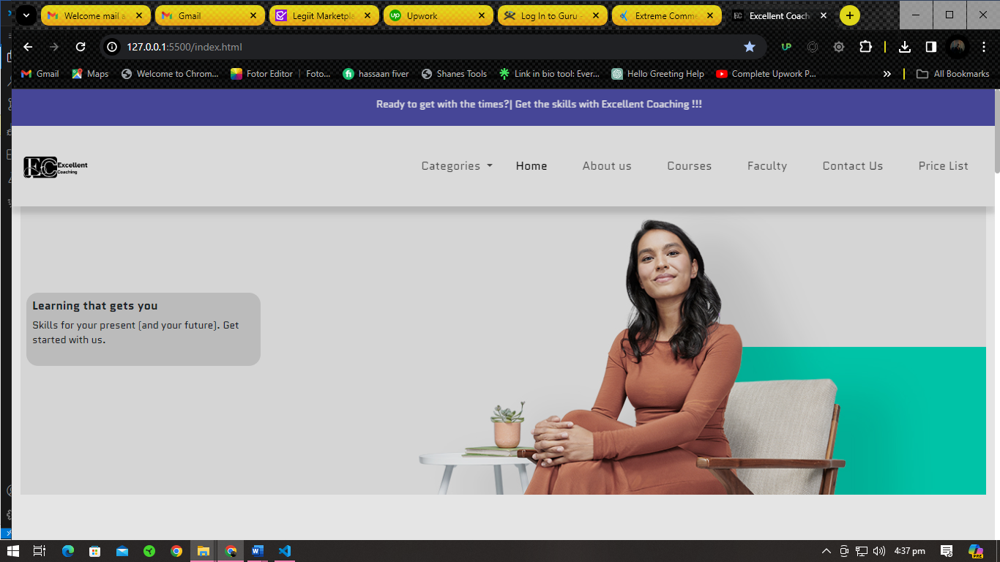 Welcome mail a
Gmail
Legiit Marketpla
Upwork
Log In to Guru -
Extreme Comme
Excellent Coach
127.0.0.1:5500/index.html
Gmail
Maps
Welcome to Chrom...
Fotor Editor | Foto...
hassaan fiver
Shanes Tools
Link in bio tool: Ever...
Hello Greeting Help
Complete Upwork P...
All Bookmarks
Ready to get with the times?| Get the skills with Excellent Coaching !!!
EC Excellent
Coaching
Categories
Home
About us
Courses
Faculty
Contact Us
Price List
Learning that gets you
Skills for your present (and your future). Get
started with us.
4:37 pm
PRE